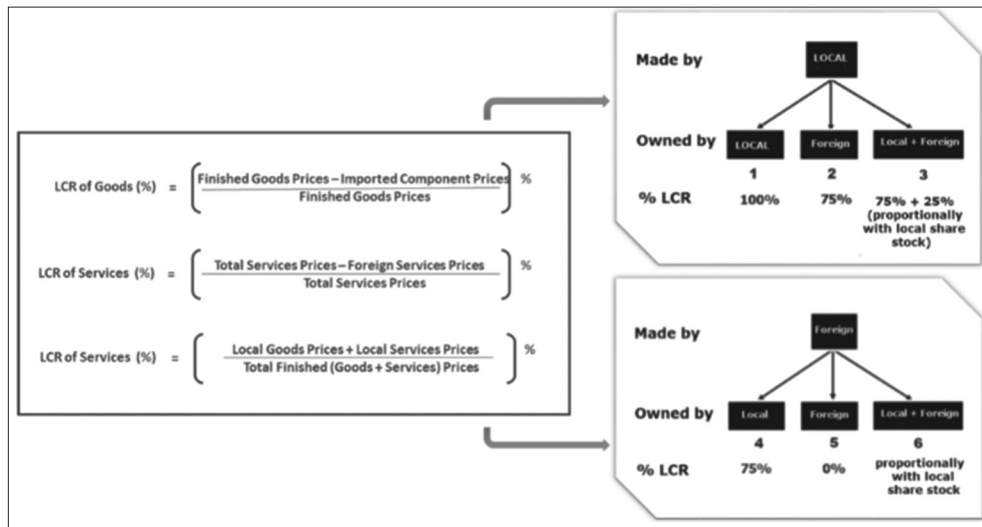 LCR of Goods (%) = Finished Goods Prices – Imported Component Prices %
Finished Goods Prices
LCR of Services (%) = Total Services Prices – Foreign Services Prices %
Total Services Prices
LCR of Services (%) = Local Goods Prices + Local Services Prices %
Total Finished (Goods + Services) Prices
Made by LOCAL
Owned by LOCAL Foreign Local + Foreign
1 2 3
% LCR 100% 75% 75% + 25%
(proportionally
with local share
stock)
Made by Foreign
Owned by Local Foreign Local + Foreign
4 5 6
% LCR 75% 0% proportionally
with local
share stock